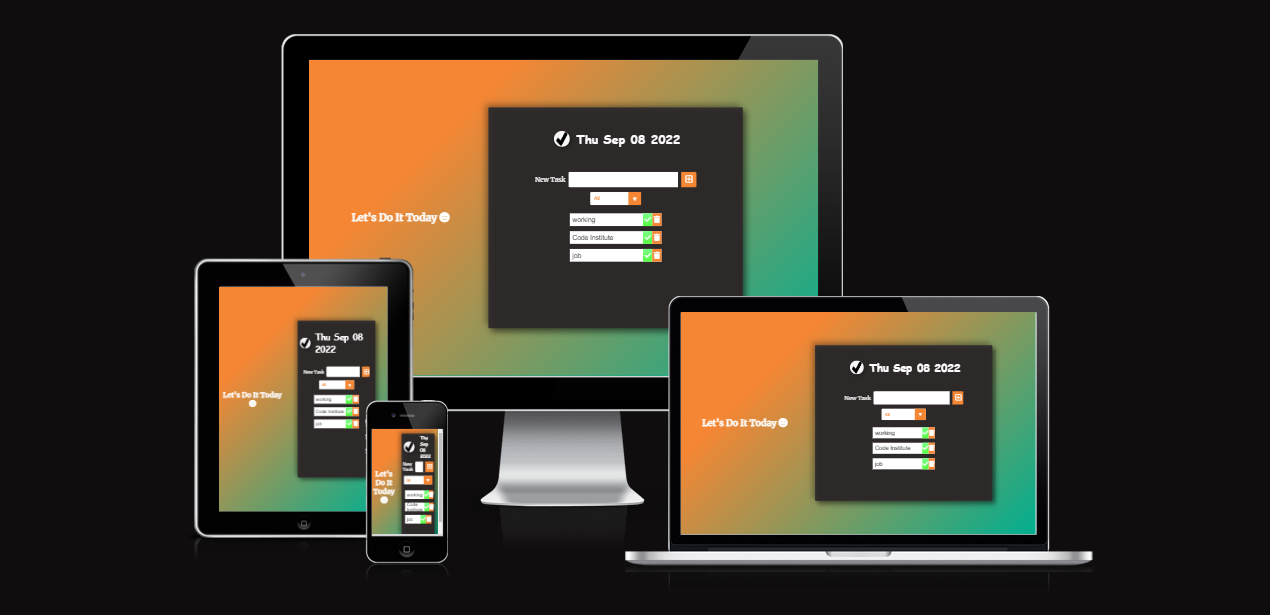 Thu Sep 08 2022
New Task
All
Let's Do It Today
working
Code Institute
job
Thu Sep 08
2022
New Task
All
Let's Do It Today
working
Code Institute
job
Thu
Sep
08
2022
New
Task
All
Let's
Do It
Today
working
Code
Institute
job
Thu Sep 08 2022
New Task
All
Let's Do It Today
working
Code Institute
job